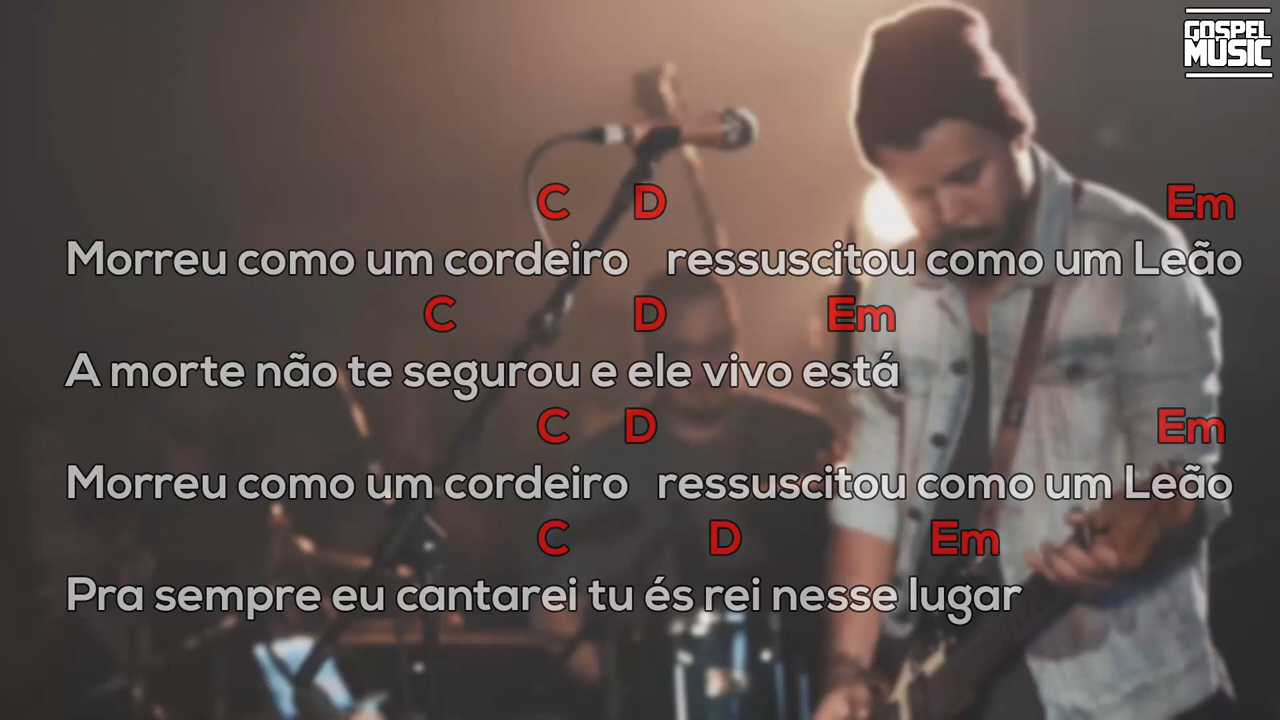 GOSPEL
MUSIC
C D Em
Morreu como um cordeiro ressuscitou como um Leão
C D Em
A morte não te segurou e ele vivo está
C D Em
Morreu como um cordeiro ressuscitou como um Leão
C D Em
Pra sempre eu cantarei tu és rei nesse lugar